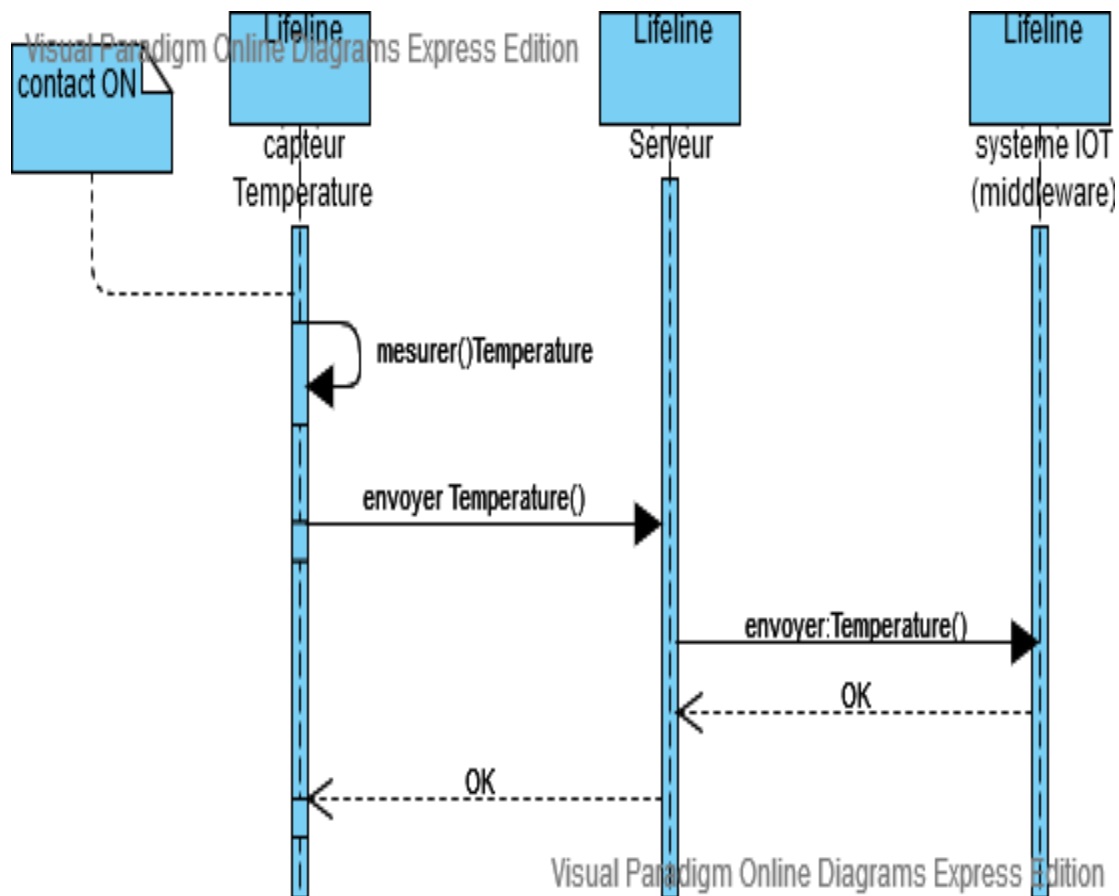 Visual Paradigm Online Diagrams Express Edition
Lifeline
Lifeline
Lifeline
contact ON
capteur
Temperature
Serveur
systeme IOT
(middleware)
mesurer()Temperature
envoyer Temperature()
envoyer:Temperature()
OK
OK
Visual Paradigm Online Diagrams Express Edition